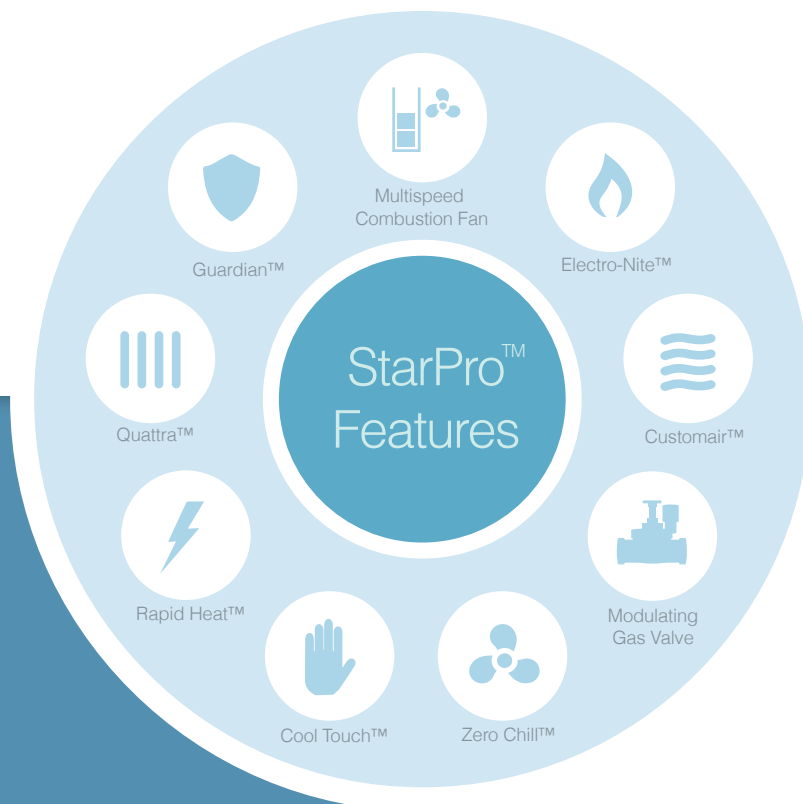 StarPro™
Features
Multispeed
Combustion Fan
Electro-Nite™
Customair™
Modulating
Gas Valve
Zero Chill™
Cool Touch™
Rapid Heat™
Quattra™
Guardian™